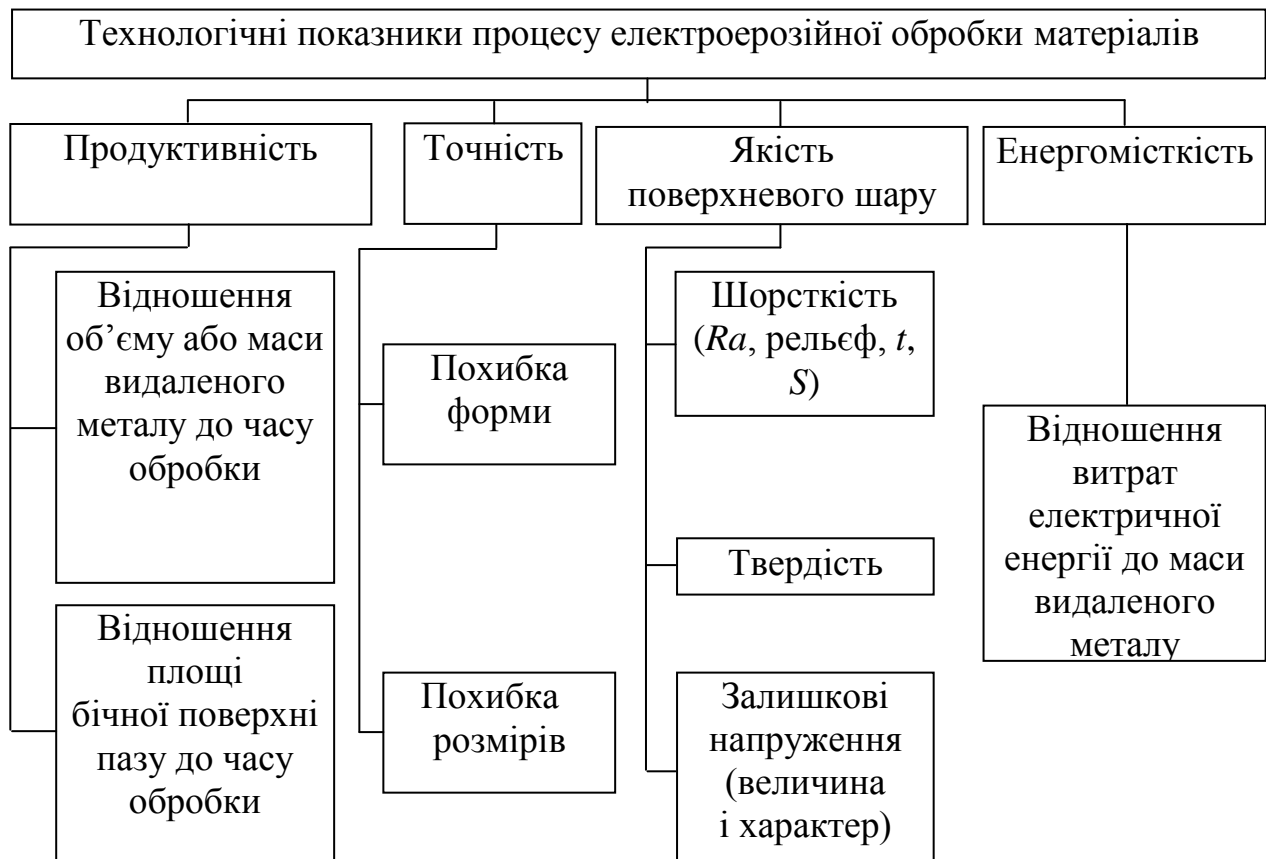 Технологічні показники процесу електроерозійної обробки матеріалів
Продуктивність
Точність
Якість
поверхневого шару
Енергомісткість
Відношення
об’єму або маси
видаленого
металу до часу
обробки
Відношення
площі
бічної поверхні
пазу до часу
обробки
Похибка
форми
Похибка
розмірів
Шорсткість
(Ra, рельєф, t,
S)
Твердість
Залишкові
напруження
(величина
і характер)
Відношення
витрат
електричної
енергії до маси
видаленого
металу